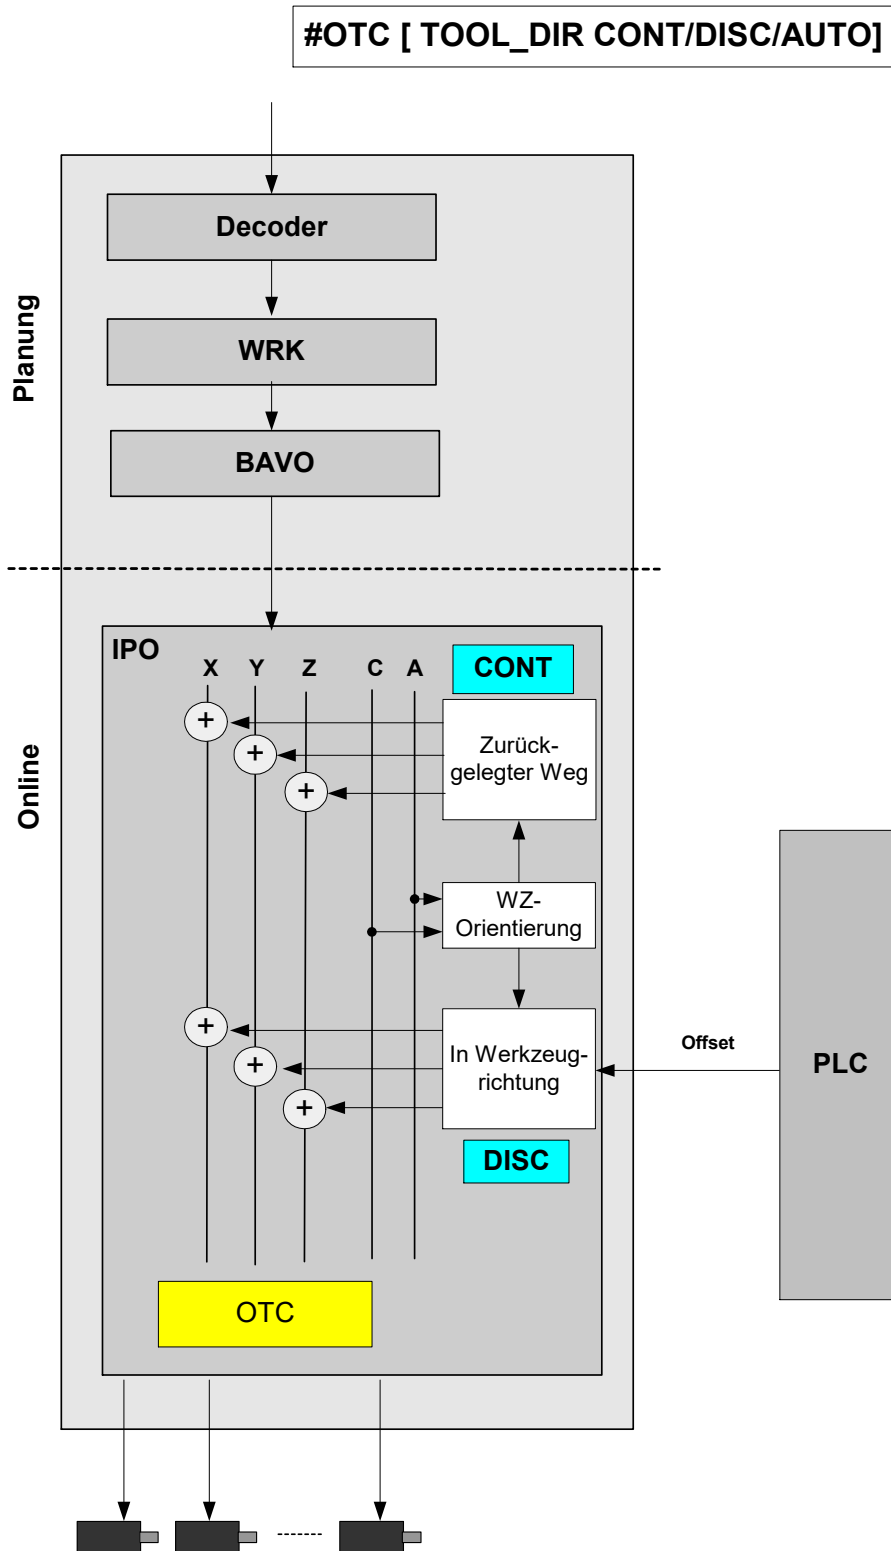 #OTC [ TOOL_DIR CONT/DISC/AUTO]
Planung
Decoder
WRK
BAVO
Online
IPO
X Y Z C A
CONT
+
+
+
Zurück-
gelegter Weg
WZ-
Orientierung
+
+
+
In Werkzeug-
richtung
Offset
PLC
DISC
OTC